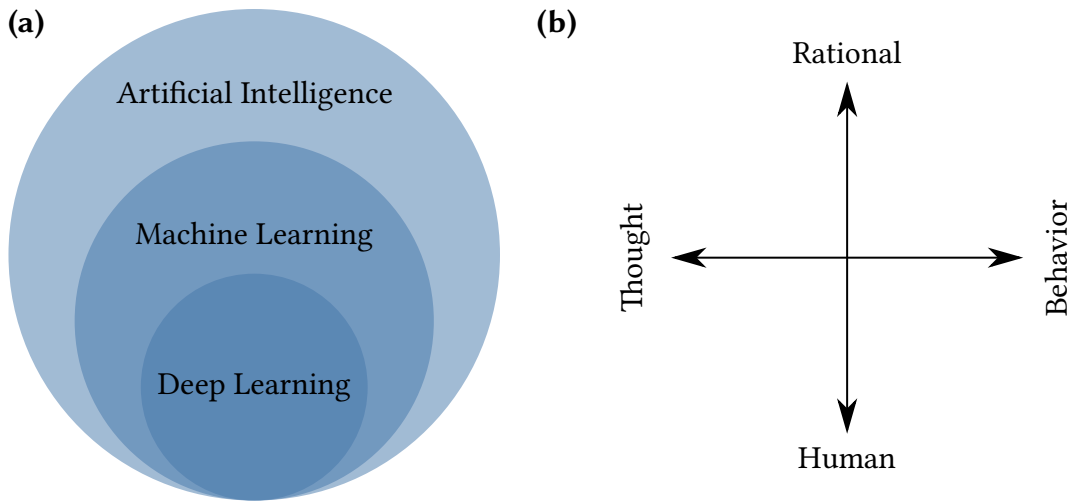 (a)
Artificial Intelligence
Machine Learning
Deep Learning
(b)
Rational
Thought
Behavior
Human